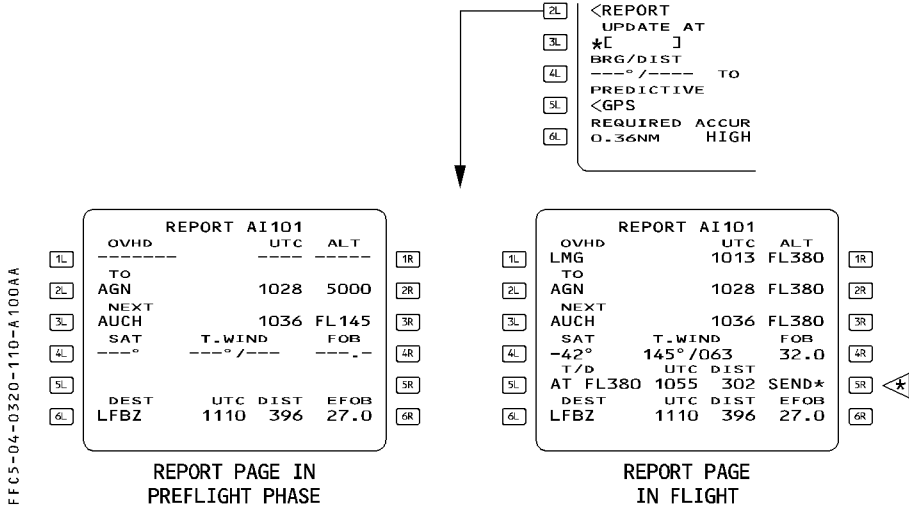 2L <REPORT
UPDATE AT
3L *[ ]
BRG/DIST
4L ---°/---- TO
PREDICTIVE
5L <GPS
REQUIRED ACCUR
6L 0.36NM HIGH
REPORT AI101
OVHD UTC ALT
1L ------- ---- ----- 1R
TO
2L AGN 1028 5000 2R
NEXT
3L AUCH 1036 FL145 3R
SAT T.WIND FOB
4L ---° ---°/--- ---.- 4R
5L 5R
DEST UTC DIST EFOB
6L LFBZ 1110 396 27.0 6R
REPORT PAGE IN
PREFLIGHT PHASE
REPORT AI101
OVHD UTC ALT
1L LMG 1013 FL380 1R
TO
2L AGN 1028 FL380 2R
NEXT
3L AUCH 1036 FL380 3R
SAT T.WIND FOB
4L -42° 145°/063 32.0 4R
T/D UTC DIST
5L AT FL380 1055 302 SEND* 5R *
DEST UTC DIST EFOB
6L LFBZ 1110 396 27.0 6R
REPORT PAGE
IN FLIGHT
FFC5-04-0320-110-A100AA